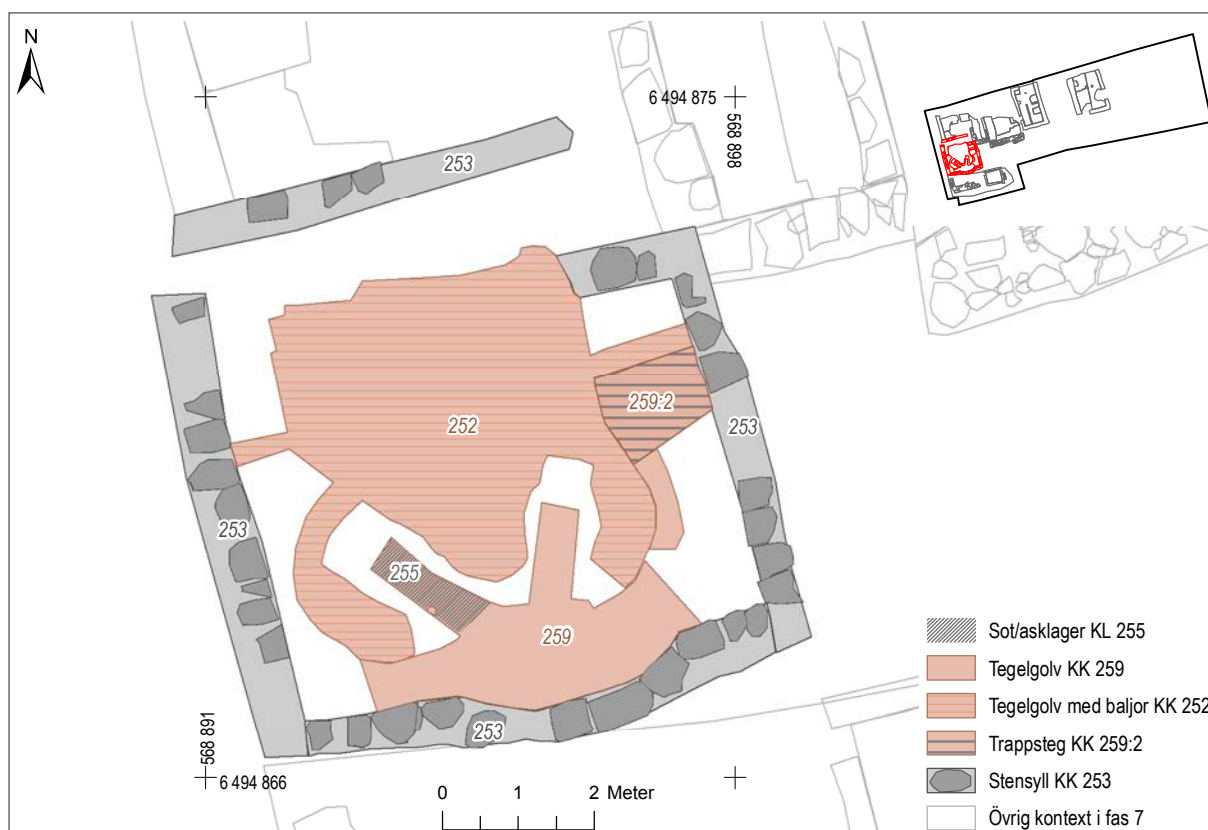 N
6 494 875
568 898
253
252
259:2
253
253
255
259
253
568 891
6 494 866
0 1 2 Meter
Sot/asklager KL 255
Tegelgolv KK 259
Tegelgolv med baljor KK 252
Trappsteg KK 259:2
Stensyll KK 253
Övrig kontext i fas 7